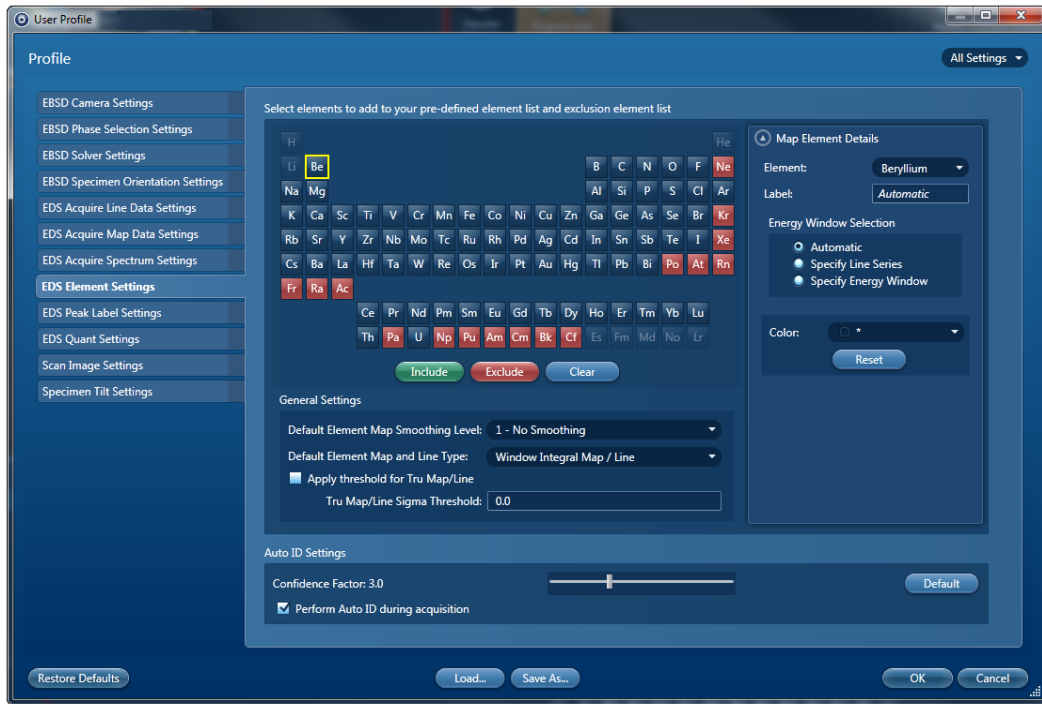 User Profile
Profile
All Settings
EBSD Camera Settings
EBSD Phase Selection Settings
EBSD Solver Settings
EBSD Specimen Orientation Settings
EDS Acquire Line Data Settings
EDS Acquire Map Data Settings
EDS Acquire Spectrum Settings
EDS Element Settings
EDS Peak Label Settings
EDS Quant Settings
Scan Image Settings
Specimen Tilt Settings
Select elements to add to your pre-defined element list and exclusion element list
H He
Li Be B C N O F Ne
Na Mg Al Si P S Cl Ar
K Ca Sc Ti V Cr Mn Fe Co Ni Cu Zn Ga Ge As Se Br Kr
Rb Sr Y Zr Nb Mo Tc Ru Rh Pd Ag Cd In Sn Sb Te I Xe
Cs Ba La Hf Ta W Re Os Ir Pt Au Hg Tl Pb Bi Po At Rn
Fr Ra Ac
Ce Pr Nd Pm Sm Eu Gd Tb Dy Ho Er Tm Yb Lu
Th Pa U Np Pu Am Cm Bk Cf Es Fm Md No Lr
Include Exclude Clear
General Settings
Default Element Map Smoothing Level: 1 - No Smoothing
Default Element Map and Line Type: Window Integral Map / Line
Apply threshold for Tru Map/Line
Tru Map/Line Sigma Threshold: 0.0
Map Element Details
Element: Beryllium
Label: Automatic
Energy Window Selection
Automatic
Specify Line Series
Specify Energy Window
Color: *
Reset
Auto ID Settings
Confidence Factor: 3.0
Default
Perform Auto ID during acquisition
Restore Defaults
Load...
Save As...
OK
Cancel